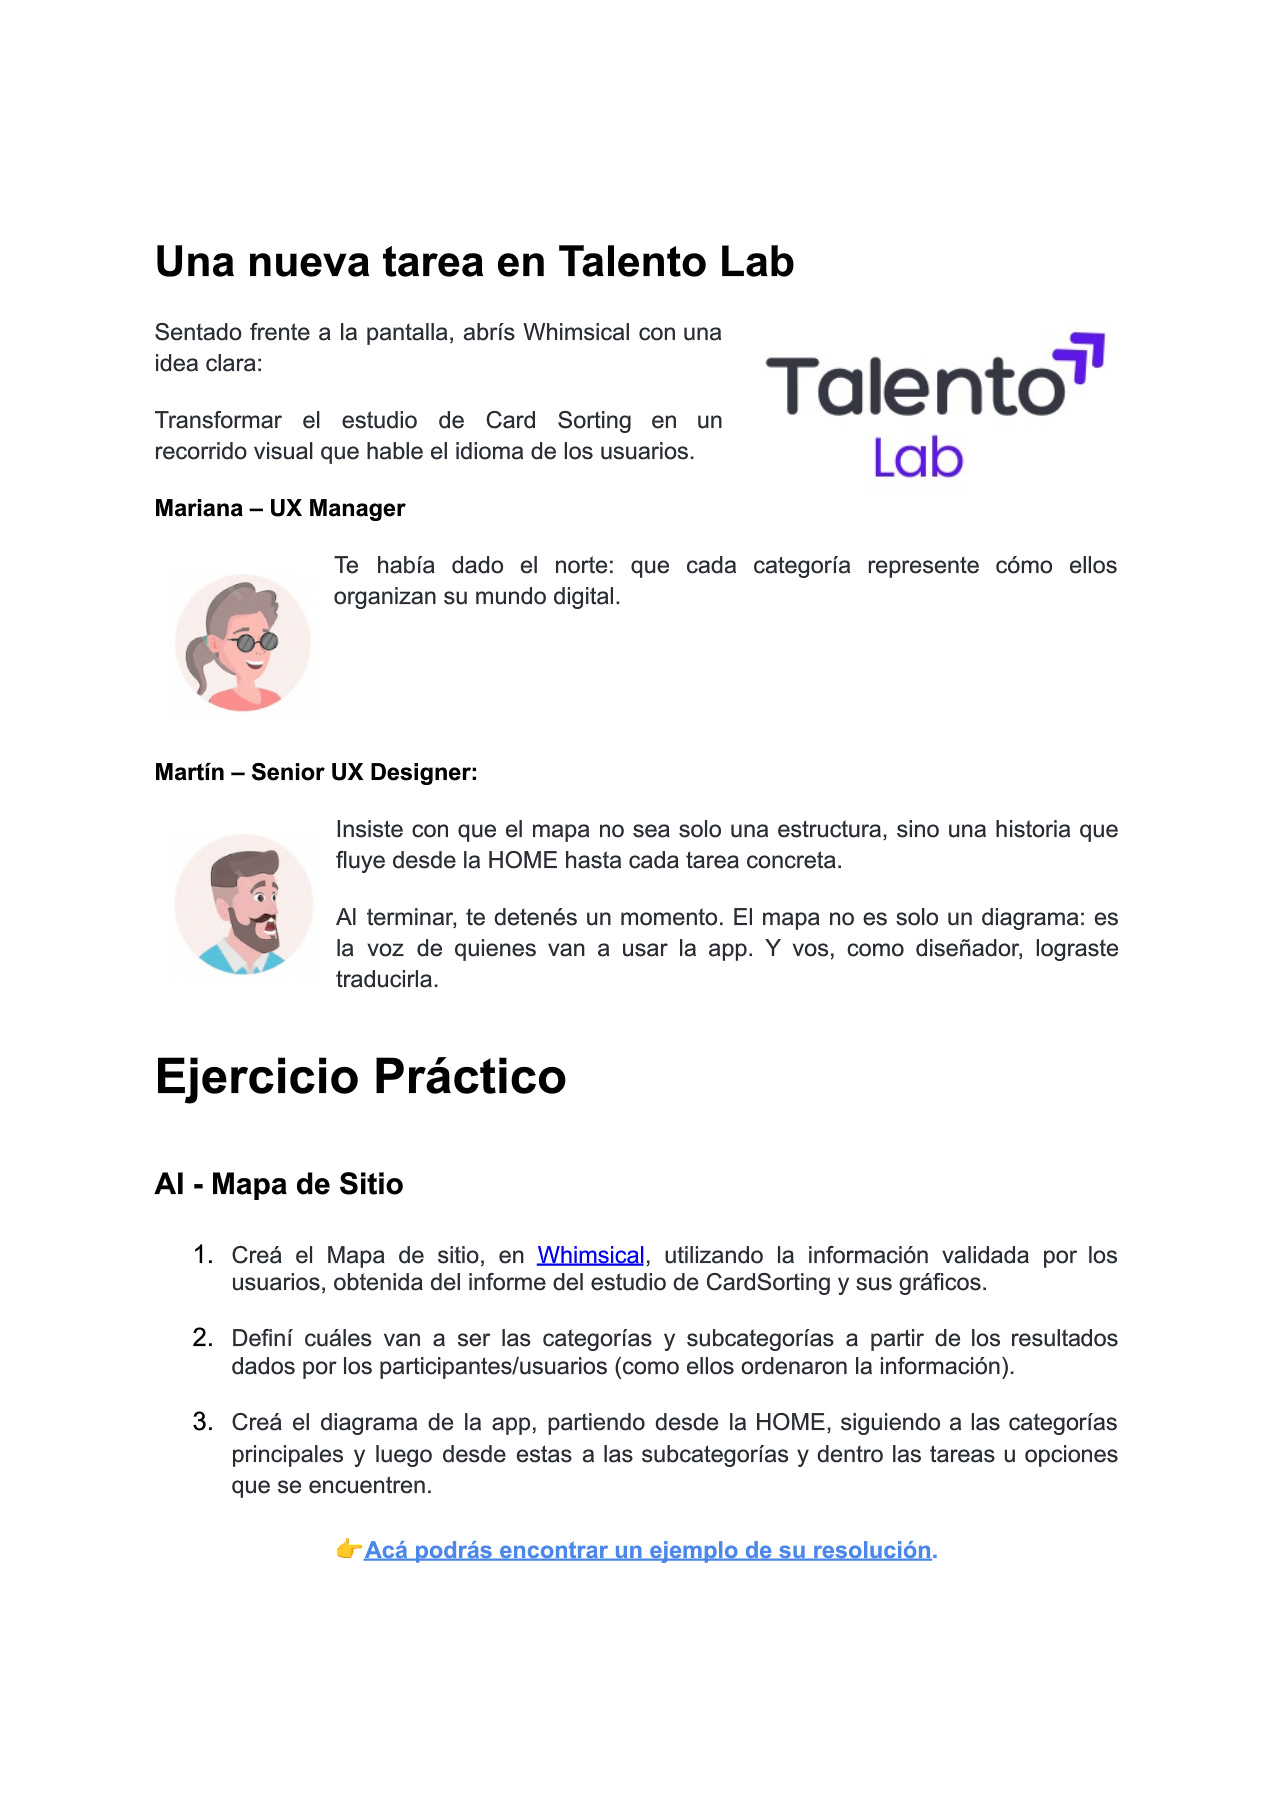 Una nueva tarea en Talento Lab
Sentado frente a la pantalla, abrís Whimsical con una
idea clara:
Transformar el estudio de Card Sorting en un
recorrido visual que hable el idioma de los usuarios.
Talento
Lab
Mariana – UX Manager
Te había dado el norte: que cada categoría represente cómo ellos
organizan su mundo digital.
Martín – Senior UX Designer:
Insiste con que el mapa no sea solo una estructura, sino una historia que
fluye desde la HOME hasta cada tarea concreta.
Al terminar, te detenés un momento. El mapa no es solo un diagrama: es
la voz de quienes van a usar la app. Y vos, como diseñador, lograste
traducirla.
Ejercicio Práctico
AI - Mapa de Sitio
1. Creá el Mapa de sitio, en Whimsical, utilizando la información validada por los
usuarios, obtenida del informe del estudio de CardSorting y sus gráficos.
2. Definí cuáles van a ser las categorías y subcategorías a partir de los resultados
dados por los participantes/usuarios (como ellos ordenaron la información).
3. Creá el diagrama de la app, partiendo desde la HOME, siguiendo a las categorías
principales y luego desde estas a las subcategorías y dentro las tareas u opciones
que se encuentren.
👉Acá podrás encontrar un ejemplo de su resolución.